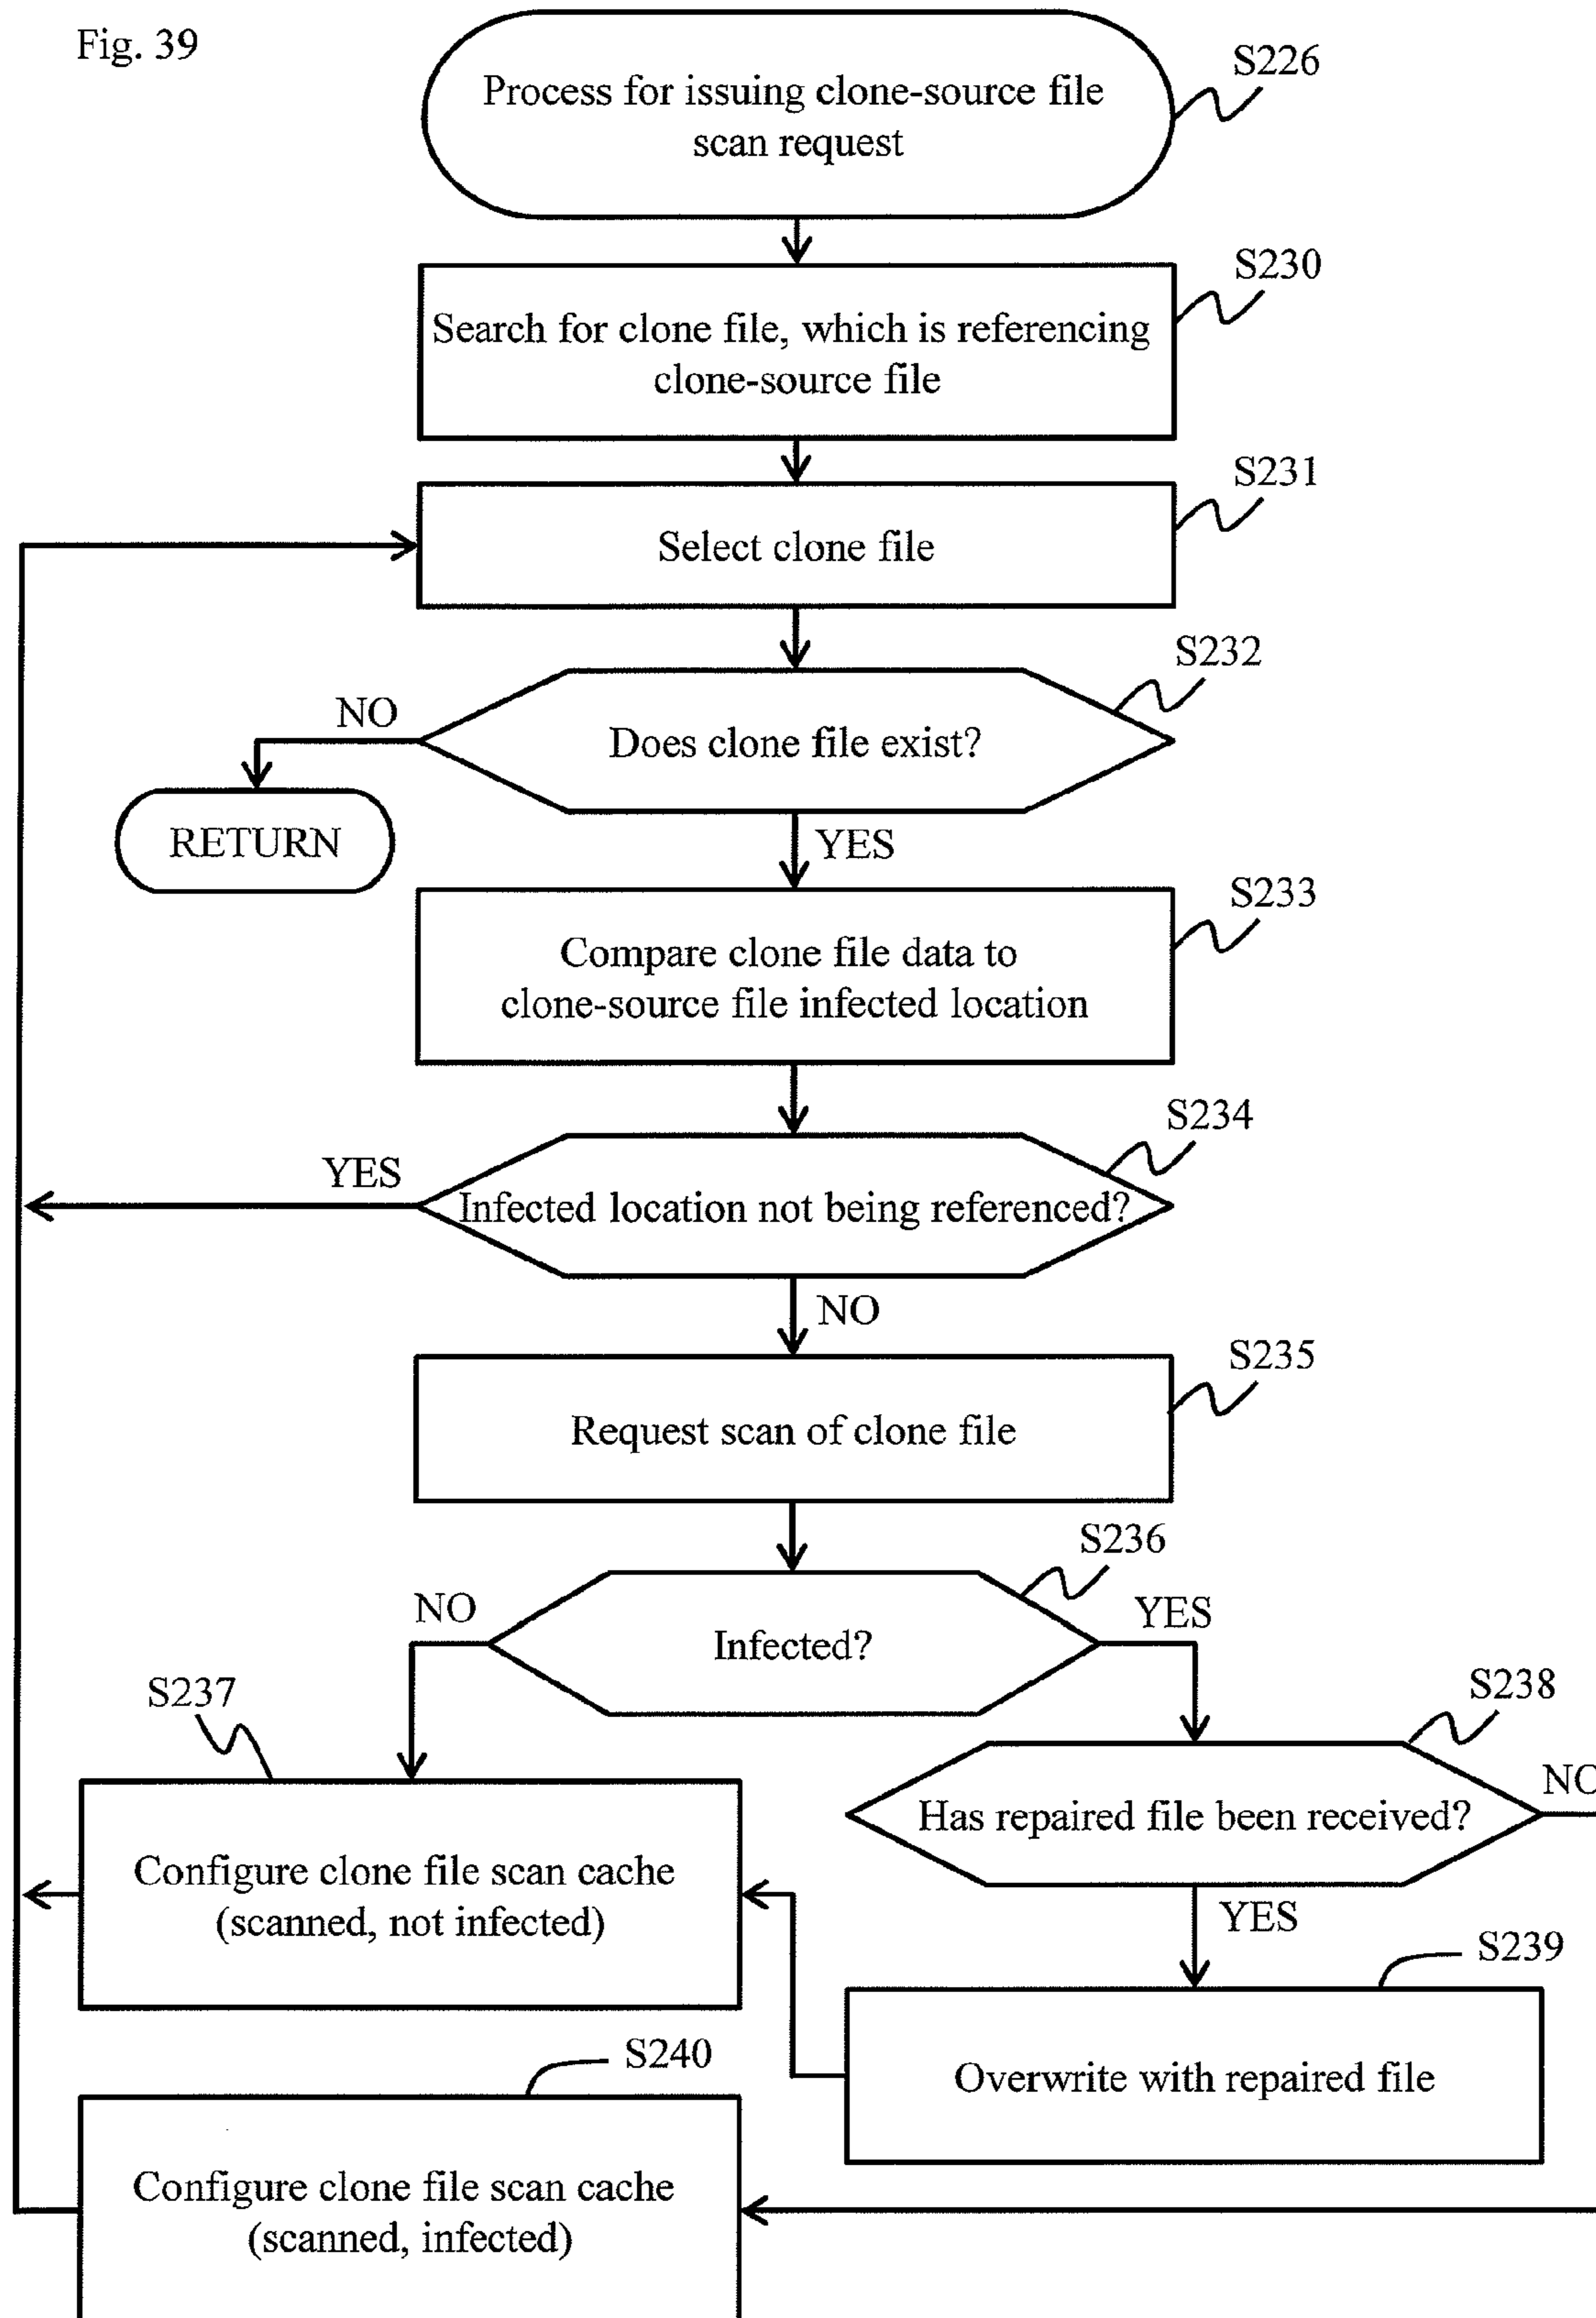 Fig. 39
Process for issuing clone-source file
scan request
S226
S230
Search for clone file, which is referencing
clone-source file
S231
Select clone file
S232
NO
Does clone file exist?
RETURN
YES
S233
Compare clone file data to
clone-source file infected location
S234
YES
Infected location not being referenced?
NO
S235
Request scan of clone file
S236
NO
YES
Infected?
S237
S238
NO
Has repaired file been received?
Configure clone file scan cache
(scanned, not infected)
YES
S239
Overwrite with repaired file
S240
Configure clone file scan cache
(scanned, infected)